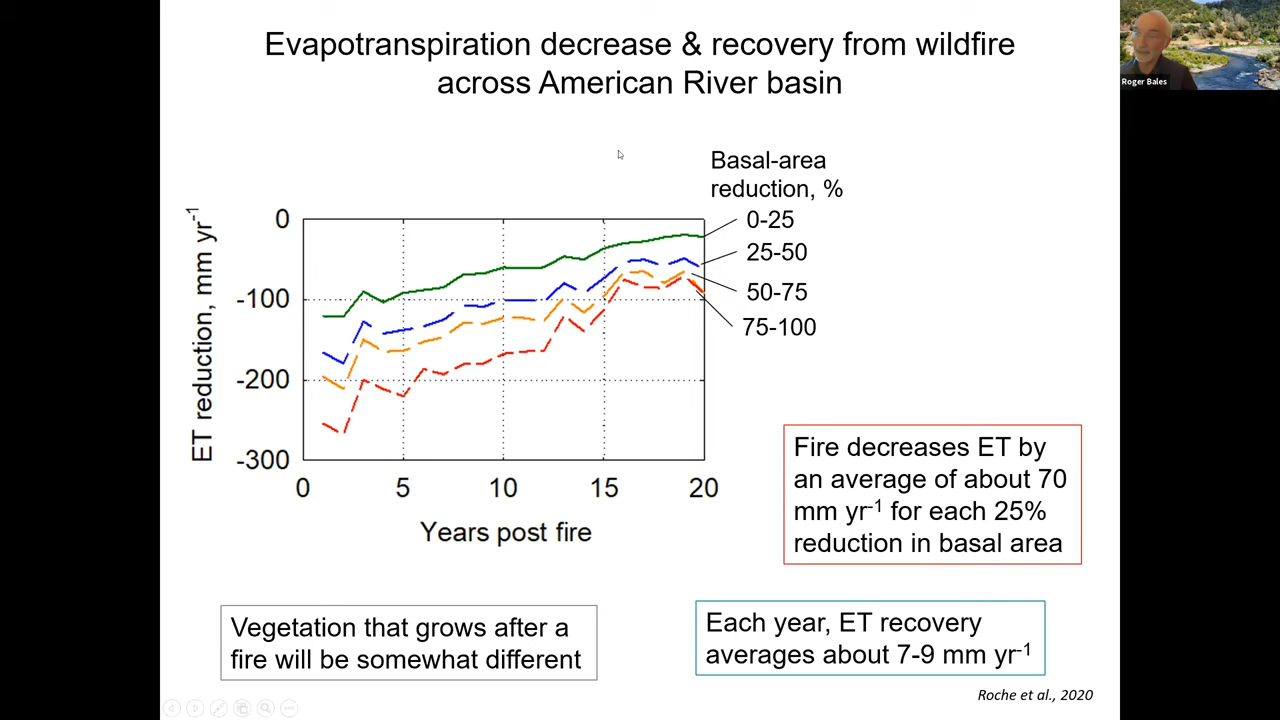 Evapotranspiration decrease & recovery from wildfire
across American River basin
Roger Bales
Basal-area
reduction, %
0-25
25-50
50-75
75-100
ET reduction, mm yr⁻¹
0
-100
-200
-300
0 5 10 15 20
Years post fire
Fire decreases ET by
an average of about 70
mm yr⁻¹ for each 25%
reduction in basal area
Vegetation that grows after a
fire will be somewhat different
Each year, ET recovery
averages about 7-9 mm yr⁻¹
Roche et al., 2020